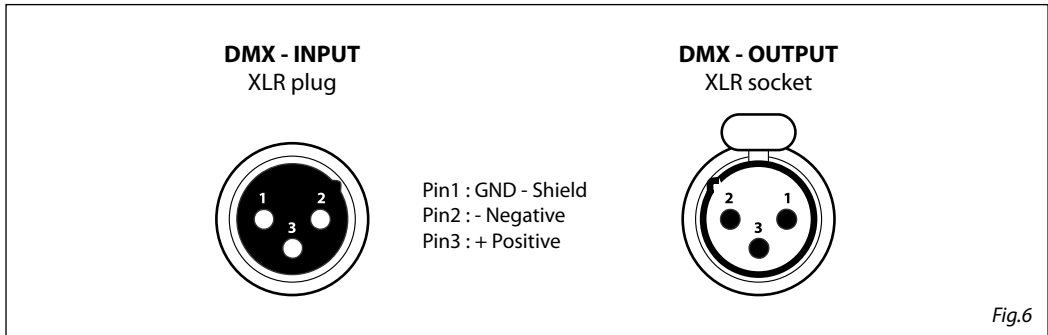 DMX - INPUT
XLR plug
1 2
3
Pin1 : GND - Shield
Pin2 : - Negative
Pin3 : + Positive
DMX - OUTPUT
XLR socket
2 1
3
Fig.6